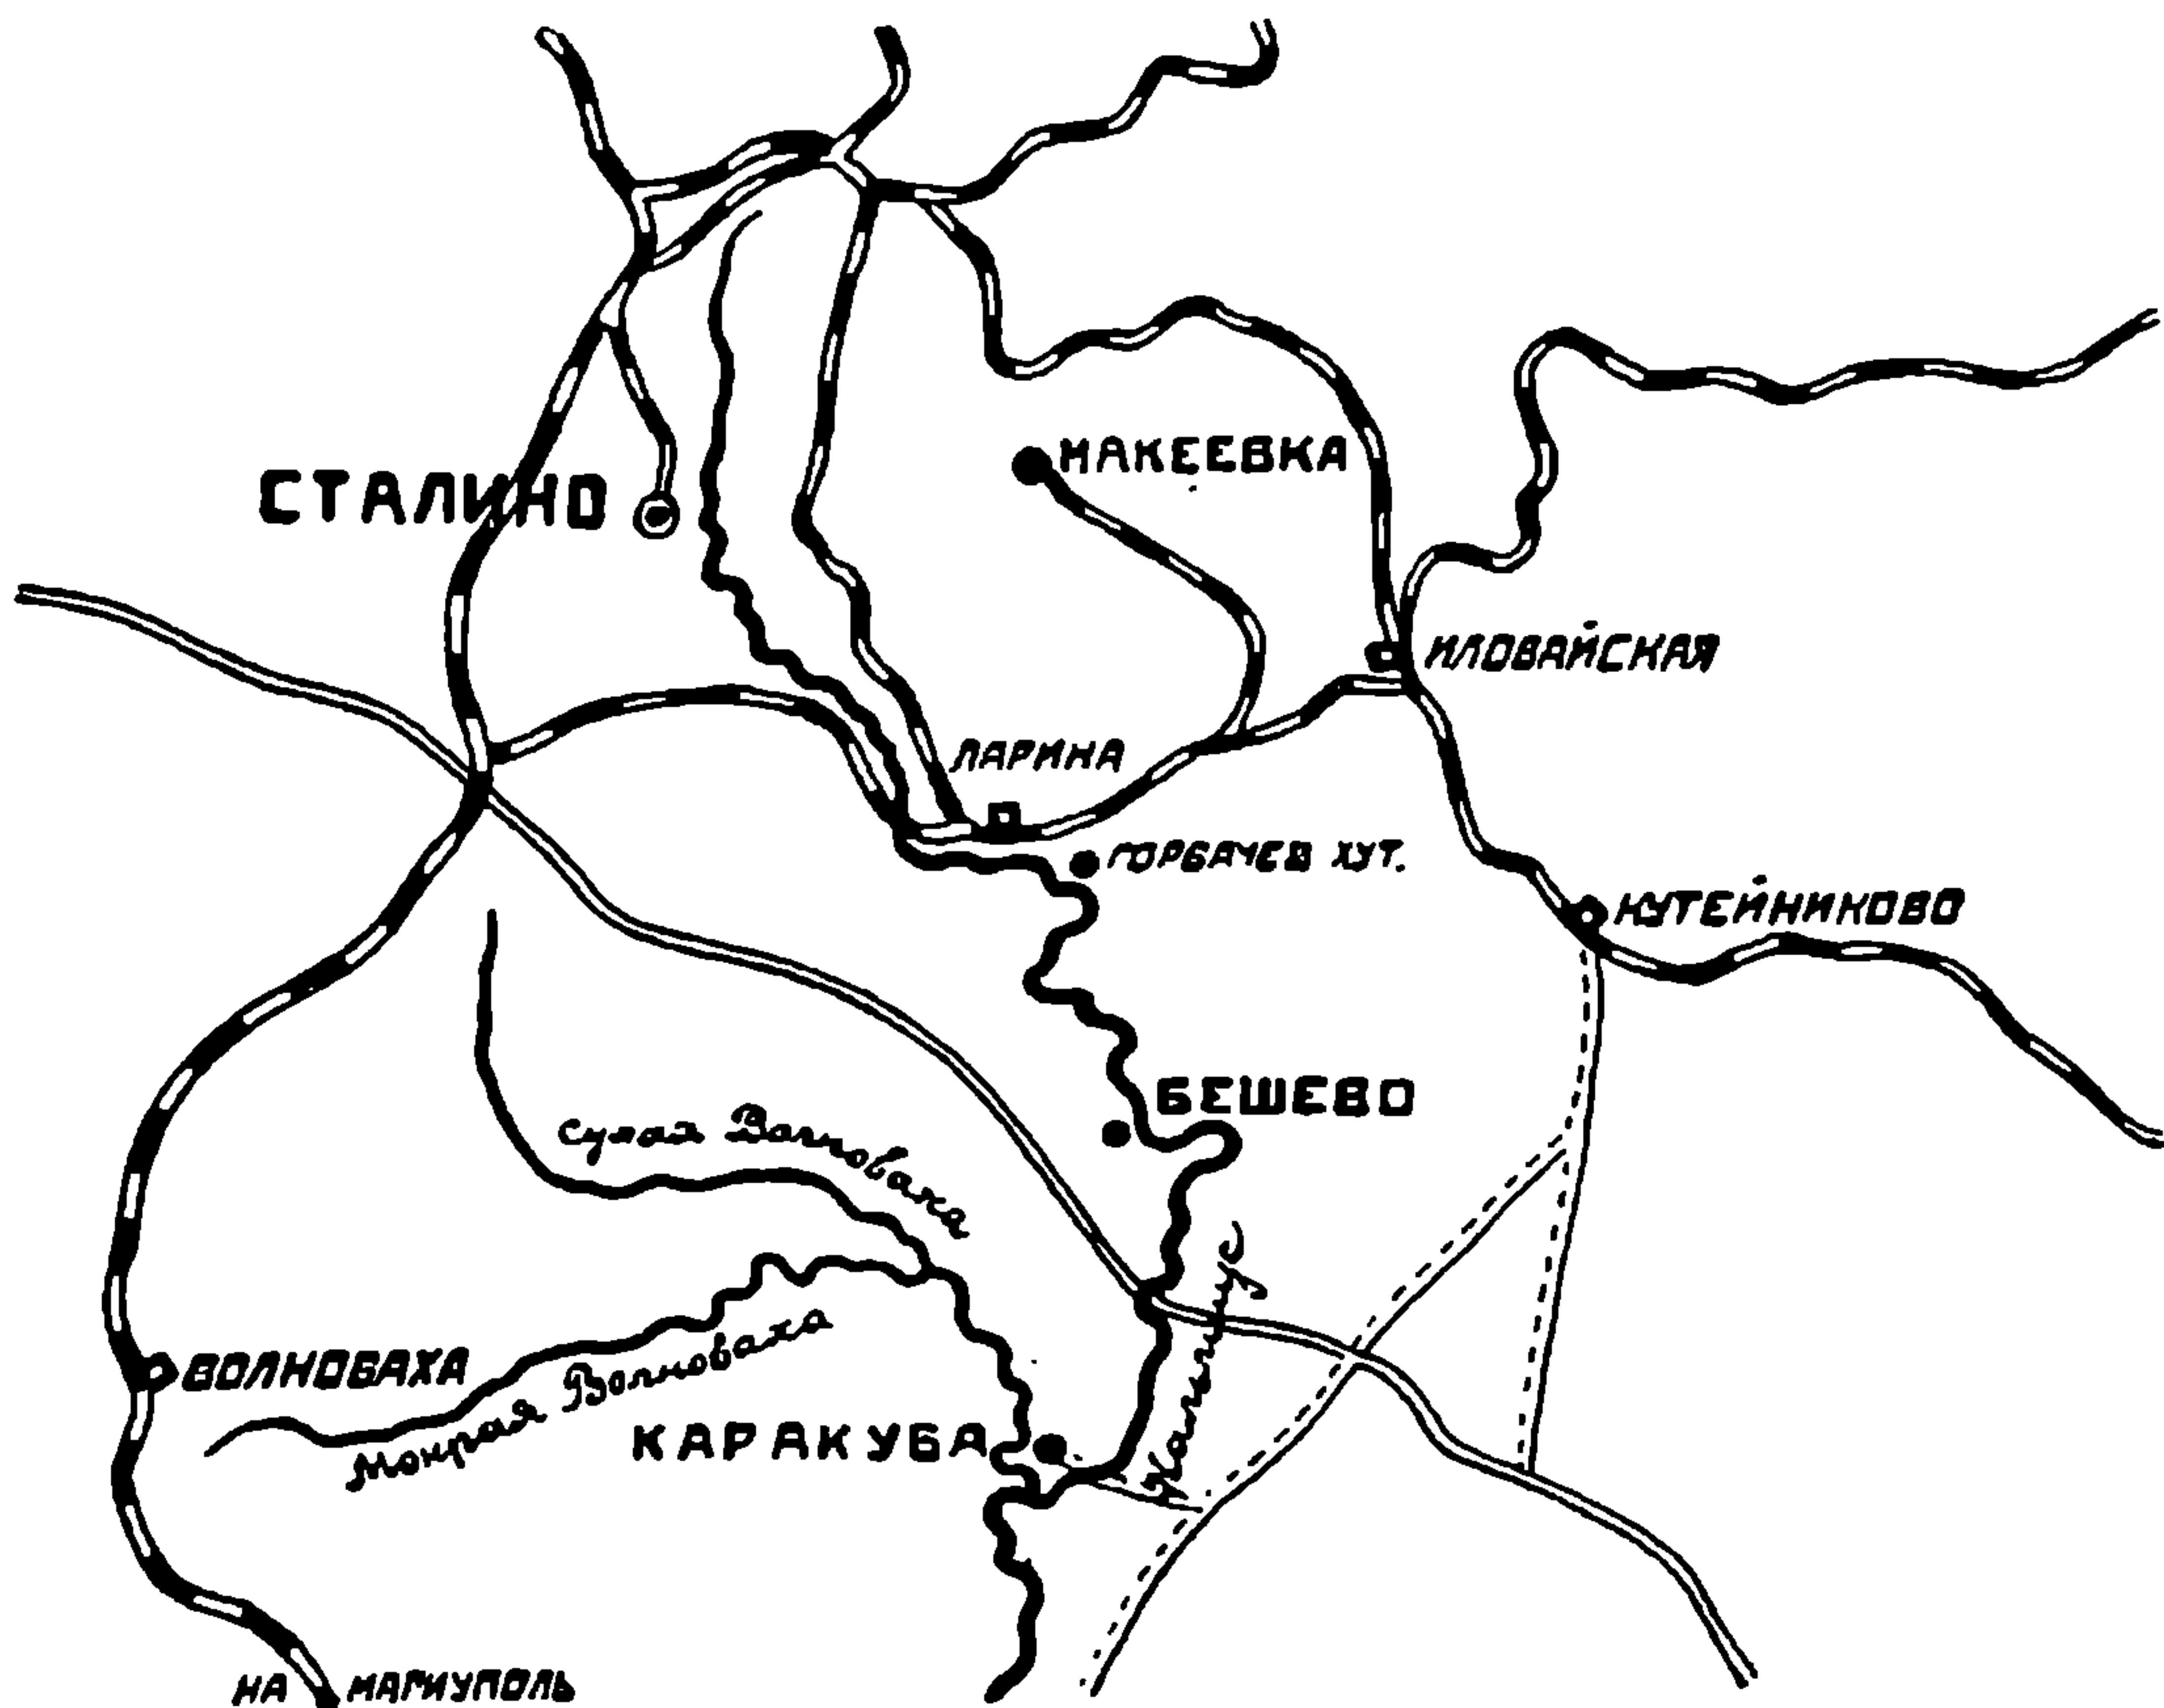 МАКЕЕВКА
СТАЛИНО
ИЛОВАЙСКАЯ
ЛАРИНА
ГОРБАЧЕВ ХУТ.
КУТЕЙНИКОВО
БЕШЕВО
сухая Волноваха
ВОЛНОВАХА
мокрая Волноваха
КАРАКУБА
р. Кальмиус
НА МАРИУПОЛЬ